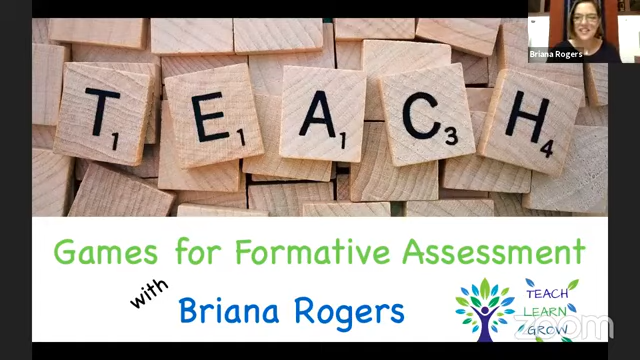 Briana Rogers
T1 E1 A1 C3 H4
Games for Formative Assessment
with
Briana Rogers
TEACH
LEARN
GROW
zoom